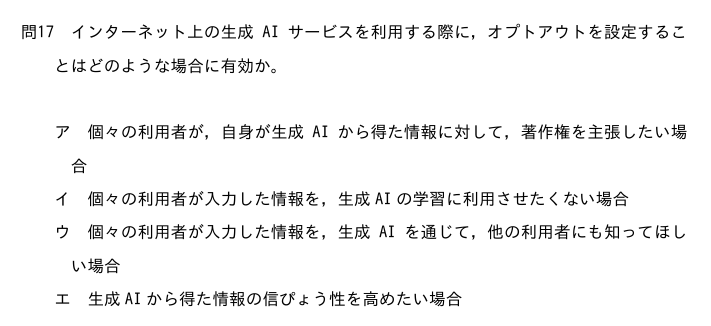 問17　インターネット上の生成 AI サービスを利用する際に，オプトアウトを設定するこ
とはどのような場合に有効か。
ア　個々の利用者が，自身が生成 AI から得た情報に対して，著作権を主張したい場
合
イ　個々の利用者が入力した情報を，生成 AI の学習に利用させたくない場合
ウ　個々の利用者が入力した情報を，生成 AI を通じて，他の利用者にも知ってほし
い場合
エ　生成 AI から得た情報の信ぴょう性を高めたい場合